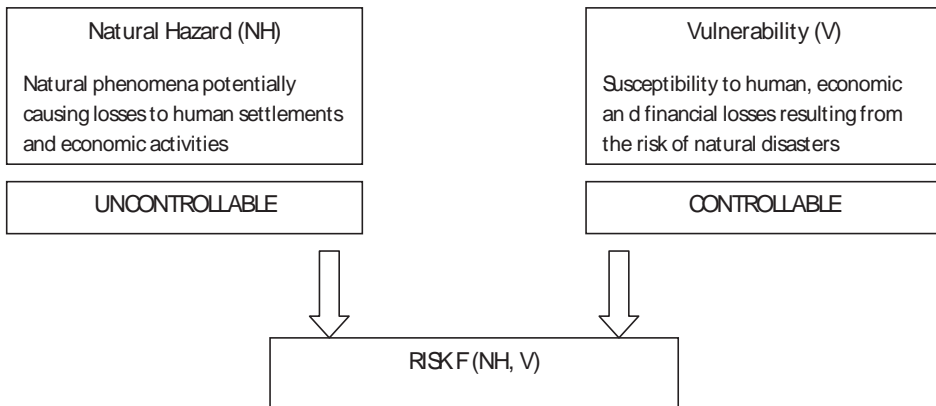 Natural Hazard (NH)
Natural phenomena potentially
causing losses to human settlements
and economic activities
UNCONTROLLABLE
Vulnerability (V)
Susceptibility to human, economic
an d financial losses resulting from
the risk of natural disasters
CONTROLLABLE
RISK F (NH, V)